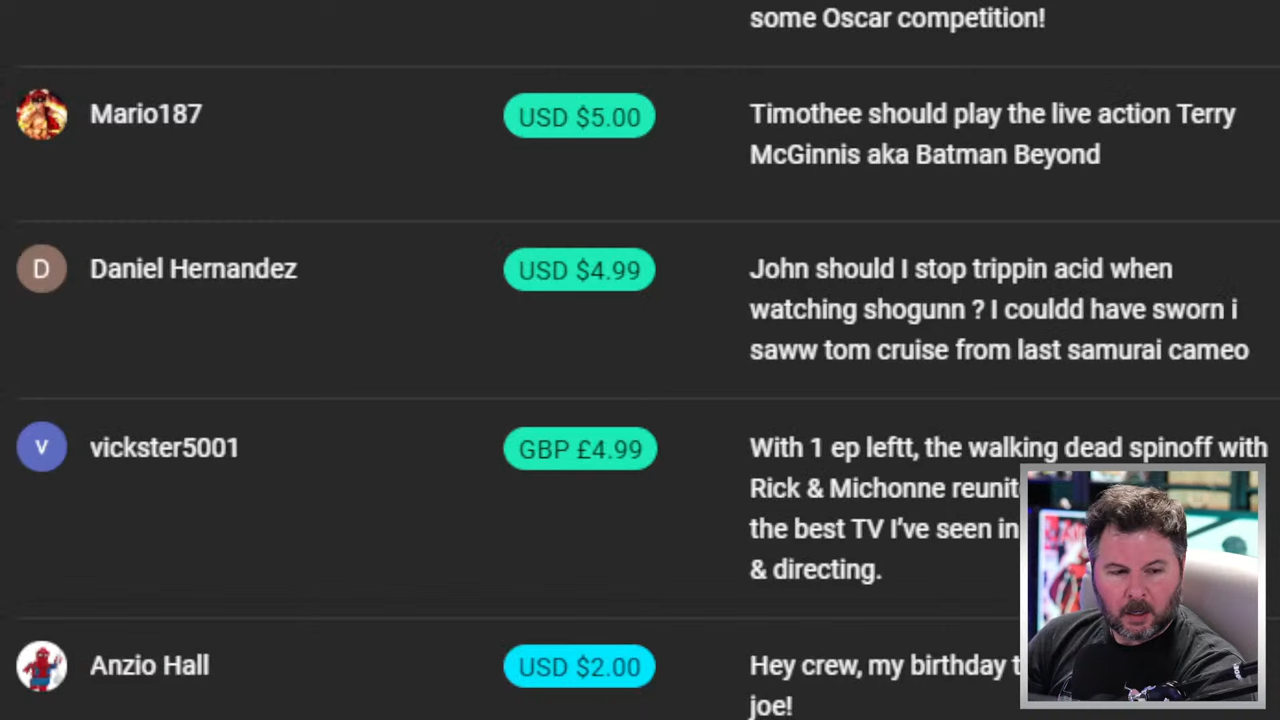 some Oscar competition!
Mario187
USD $5.00
Timothee should play the live action Terry
McGinnis aka Batman Beyond
D
Daniel Hernandez
USD $4.99
John should I stop trippin acid when
watching shogunn ? I couldd have sworn i
saww tom cruise from last samurai cameo
V
vickster5001
GBP £4.99
With 1 ep leftt, the walking dead spinoff with
Rick & Michonne reunit
the best TV I've seen in
& directing.
Anzio Hall
USD $2.00
Hey crew, my birthday t
joe!